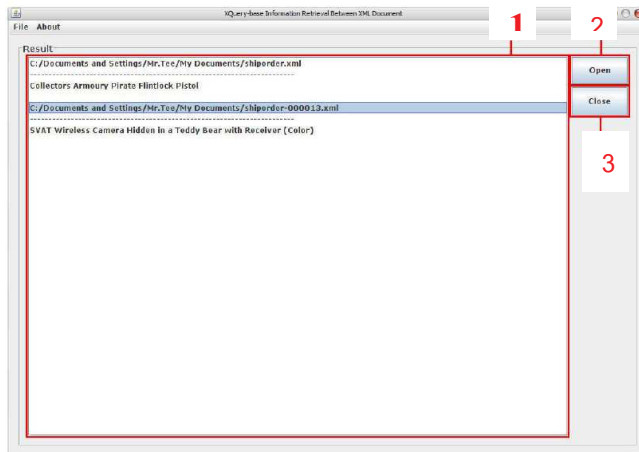 XQuery-base Information Retrieval Between XML Document
1
2
File About
Result
C:/Documents and Settings/Mr.Tee/My Documents/shiporder.xml
------------------------------------------------------------------------
Collectors Armoury Pirate Flintlock Pistol
C:/Documents and Settings/Mr.Tee/My Documents/shiporder-000013.xml
------------------------------------------------------------------------
SVAT Wireless Camera Hidden in a Teddy Bear with Receiver (Color)
Open
Close
3